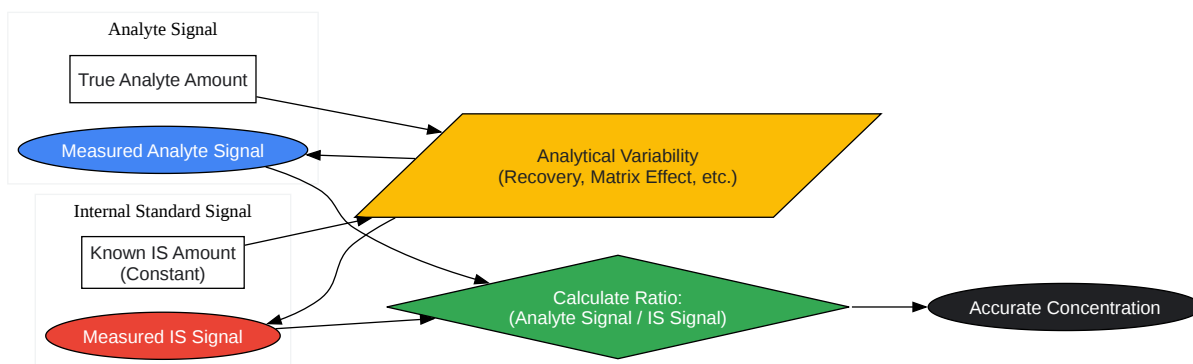 Analyte Signal
True Analyte Amount
Measured Analyte Signal
Analytical Variability
(Recovery, Matrix Effect, etc.)
Internal Standard Signal
Known IS Amount
(Constant)
Measured IS Signal
Calculate Ratio:
(Analyte Signal / IS Signal)
Accurate Concentration